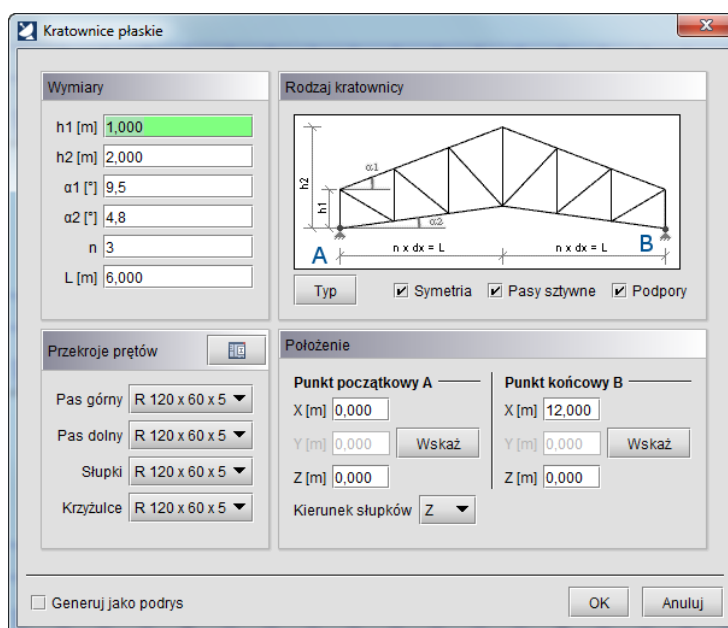 Kratownice płaskie
Wymiary
h1 [m] 1,000
h2 [m] 2,000
α1 [°] 9,5
α2 [°] 4,8
n 3
L [m] 6,000
Rodzaj kratownicy
h2
h1
α1
α2
A
n x dx = L
n x dx = L
B
Typ
Symetria
Pasy sztywne
Podpory
Przekroje prętów
Pas górny R 120 x 60 x 5
Pas dolny R 120 x 60 x 5
Słupki R 120 x 60 x 5
Krzyżulce R 120 x 60 x 5
Położenie
Punkt początkowy A
X [m] 0,000
Y [m] 0,000 Wskaż
Z [m] 0,000
Kierunek słupków Z
Punkt końcowy B
X [m] 12,000
Y [m] 0,000 Wskaż
Z [m] 0,000
Generuj jako podrys
OK
Anuluj